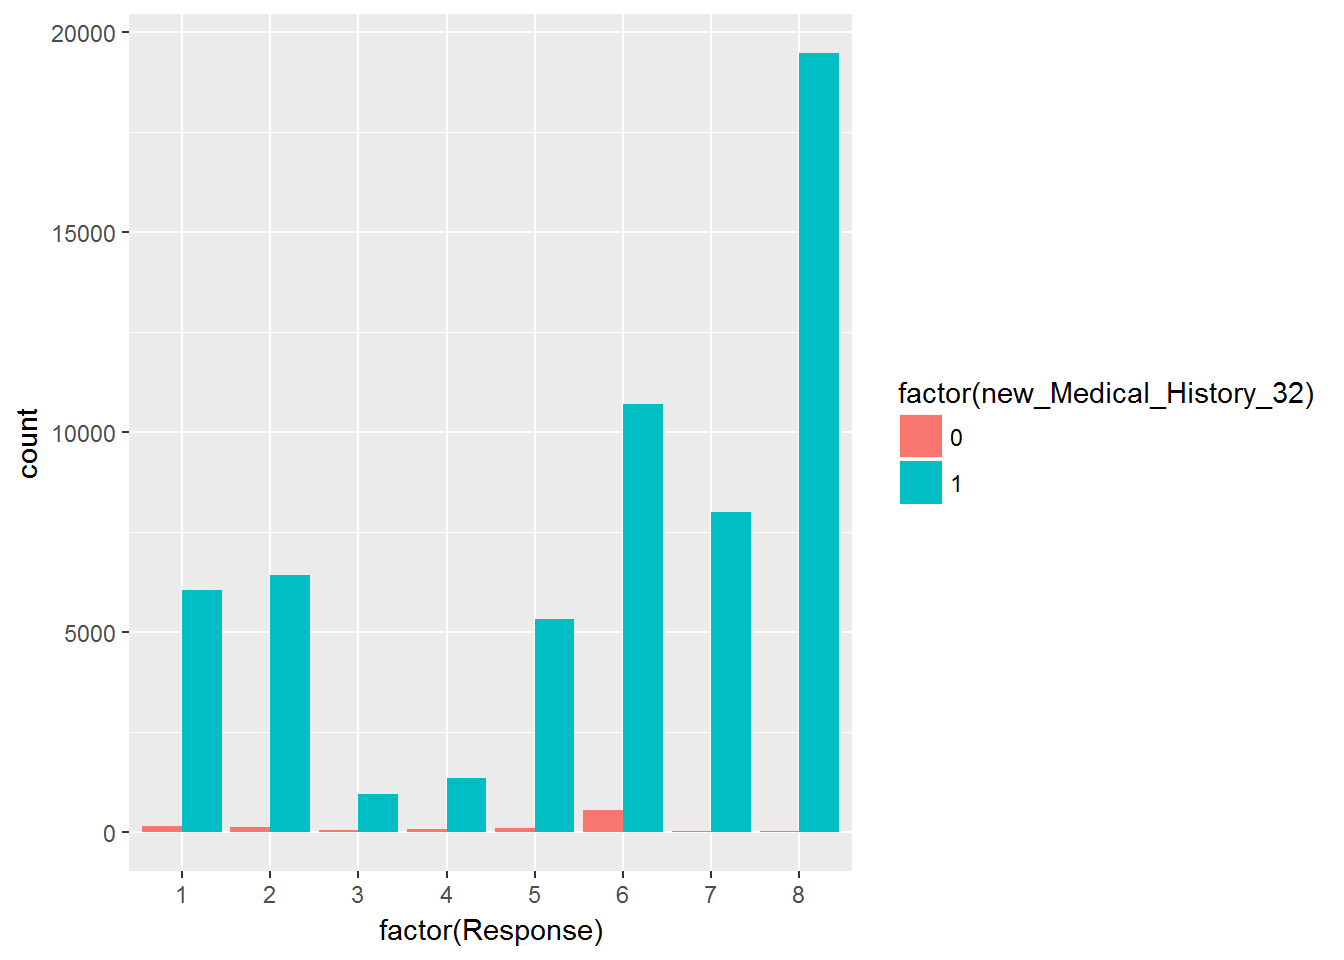 20000
15000
10000
5000
0
count
1 2 3 4 5 6 7 8
factor(Response)
factor(new_Medical_History_32)
0
1